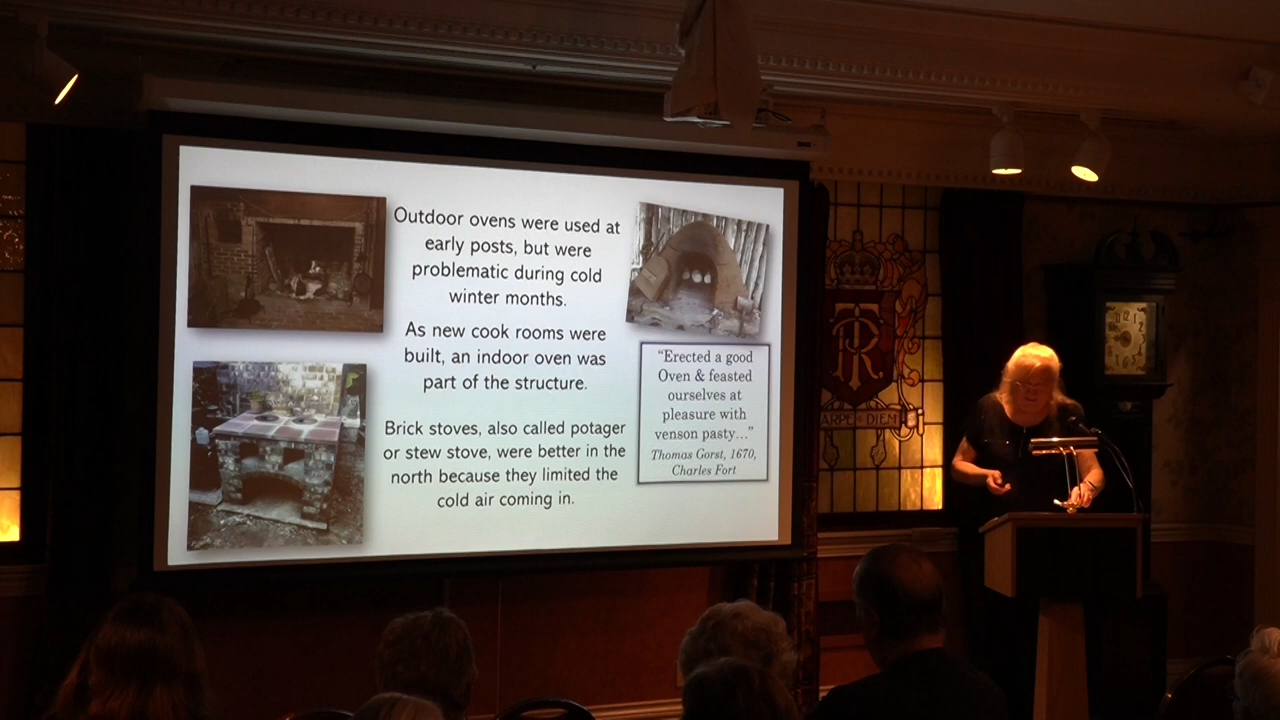 Outdoor ovens were used at
early posts, but were
problematic during cold
winter months.
As new cook rooms were
built, an indoor oven was
part of the structure.
Brick stoves, also called potager
or stew stove, were better in the
north because they limited the
cold air coming in.
“Erected a good
Oven & feasted
ourselves at
pleasure with
venson pasty...”
Thomas Gorst, 1670,
Charles Fort
ARPE DIEM